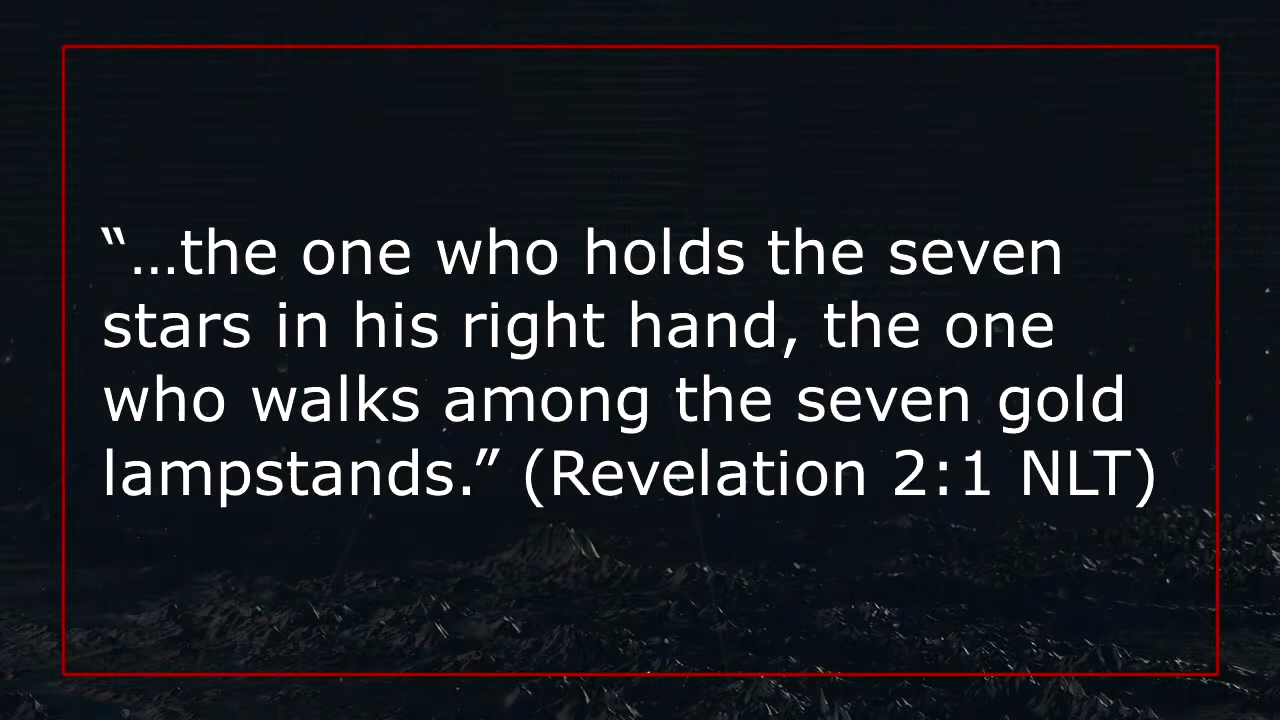 “…the one who holds the seven
stars in his right hand, the one
who walks among the seven gold
lampstands.” (Revelation 2:1 NLT)